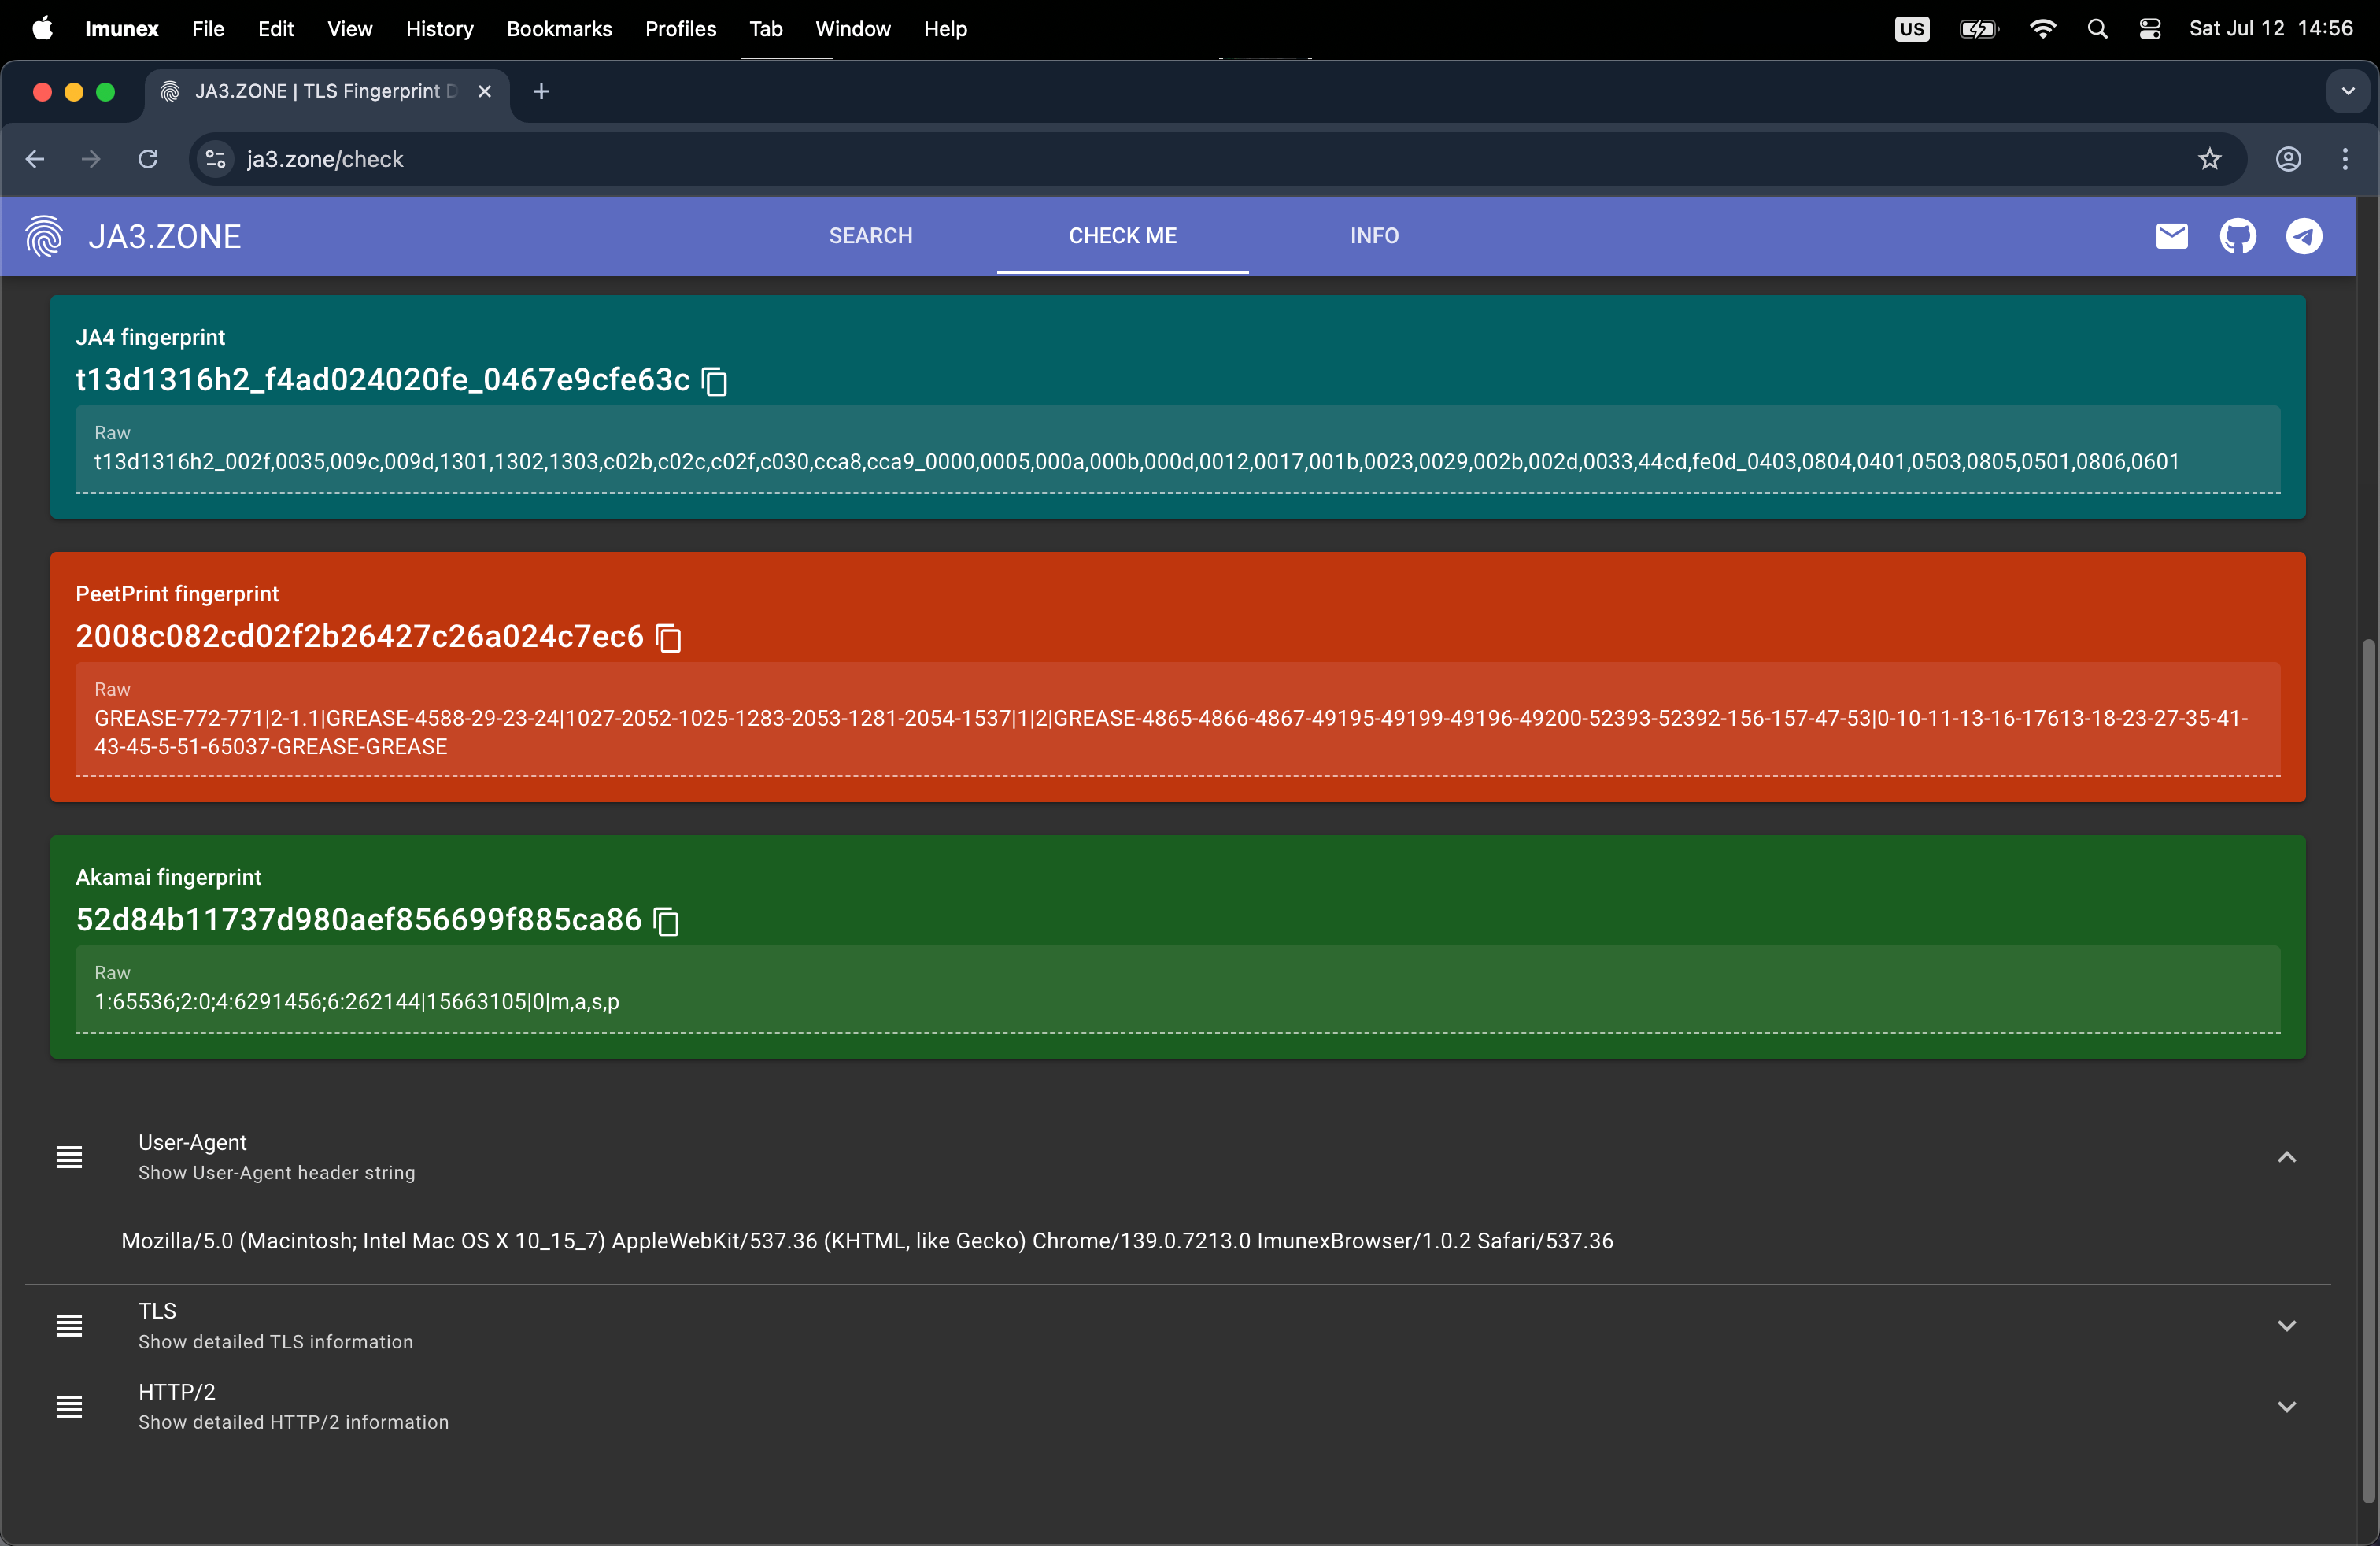 Imunex File Edit View History Bookmarks Profiles Tab Window Help US Sat Jul 12 14:56
JA3.ZONE | TLS Fingerprint D
ja3.zone/check
JA3.ZONE SEARCH CHECK ME INFO
JA4 fingerprint
t13d1316h2_f4ad024020fe_0467e9cfe63c
Raw
t13d1316h2_002f,0035,009c,009d,1301,1302,1303,c02b,c02c,c02f,c030,cca8,cca9_0000,0005,000a,000b,000d,0012,0017,001b,0023,0029,002b,002d,0033,44cd,fe0d_0403,0804,0401,0503,0805,0501,0806,0601
PeetPrint fingerprint
2008c082cd02f2b26427c26a024c7ec6
Raw
GREASE-772-771|2-1.1|GREASE-4588-29-23-24|1027-2052-1025-1283-2053-1281-2054-1537|1|2|GREASE-4865-4866-4867-49195-49199-49196-49200-52393-52392-156-157-47-53|0-10-11-13-16-17613-18-23-27-35-41-
43-45-5-51-65037-GREASE-GREASE
Akamai fingerprint
52d84b11737d980aef856699f885ca86
Raw
1:65536;2:0;4:6291456;6:262144|15663105|0|m,a,s,p
User-Agent
Show User-Agent header string
Mozilla/5.0 (Macintosh; Intel Mac OS X 10_15_7) AppleWebKit/537.36 (KHTML, like Gecko) Chrome/139.0.7213.0 ImunexBrowser/1.0.2 Safari/537.36
TLS
Show detailed TLS information
HTTP/2
Show detailed HTTP/2 information